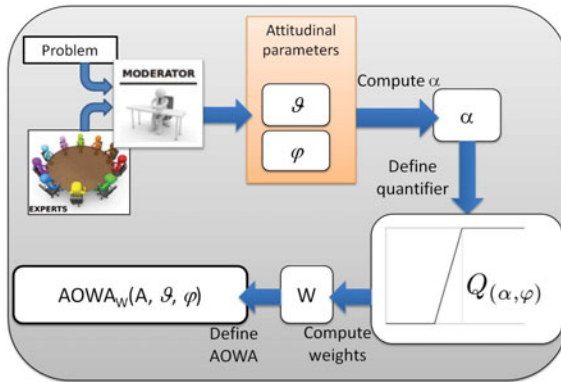 Problem
MODERATOR
EXPERTS
Attitudinal
parameters
ϑ
φ
Compute α
α
Define
quantifier
Q(α,φ)
Compute
weights
W
Define
AOWA
AOWAW(A, ϑ, φ)